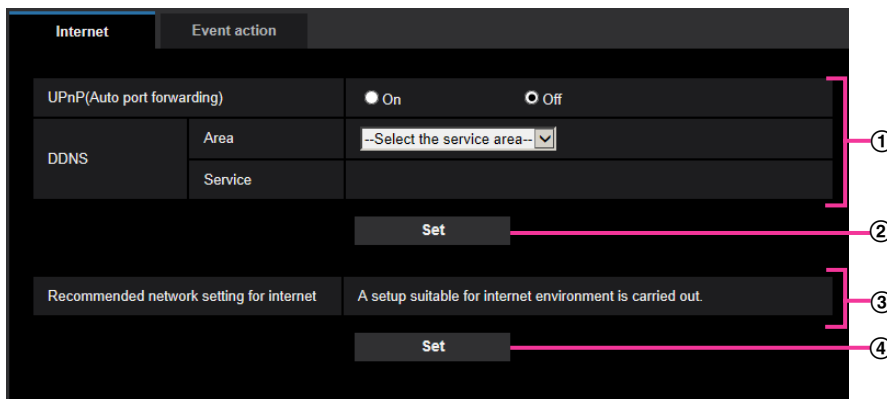 Internet Event action
UPnP(Auto port forwarding) On Off ①
DDNS Area --Select the service area--
Service
Set ②
Recommended network setting for internet A setup suitable for internet environment is carried out. ③
Set ④